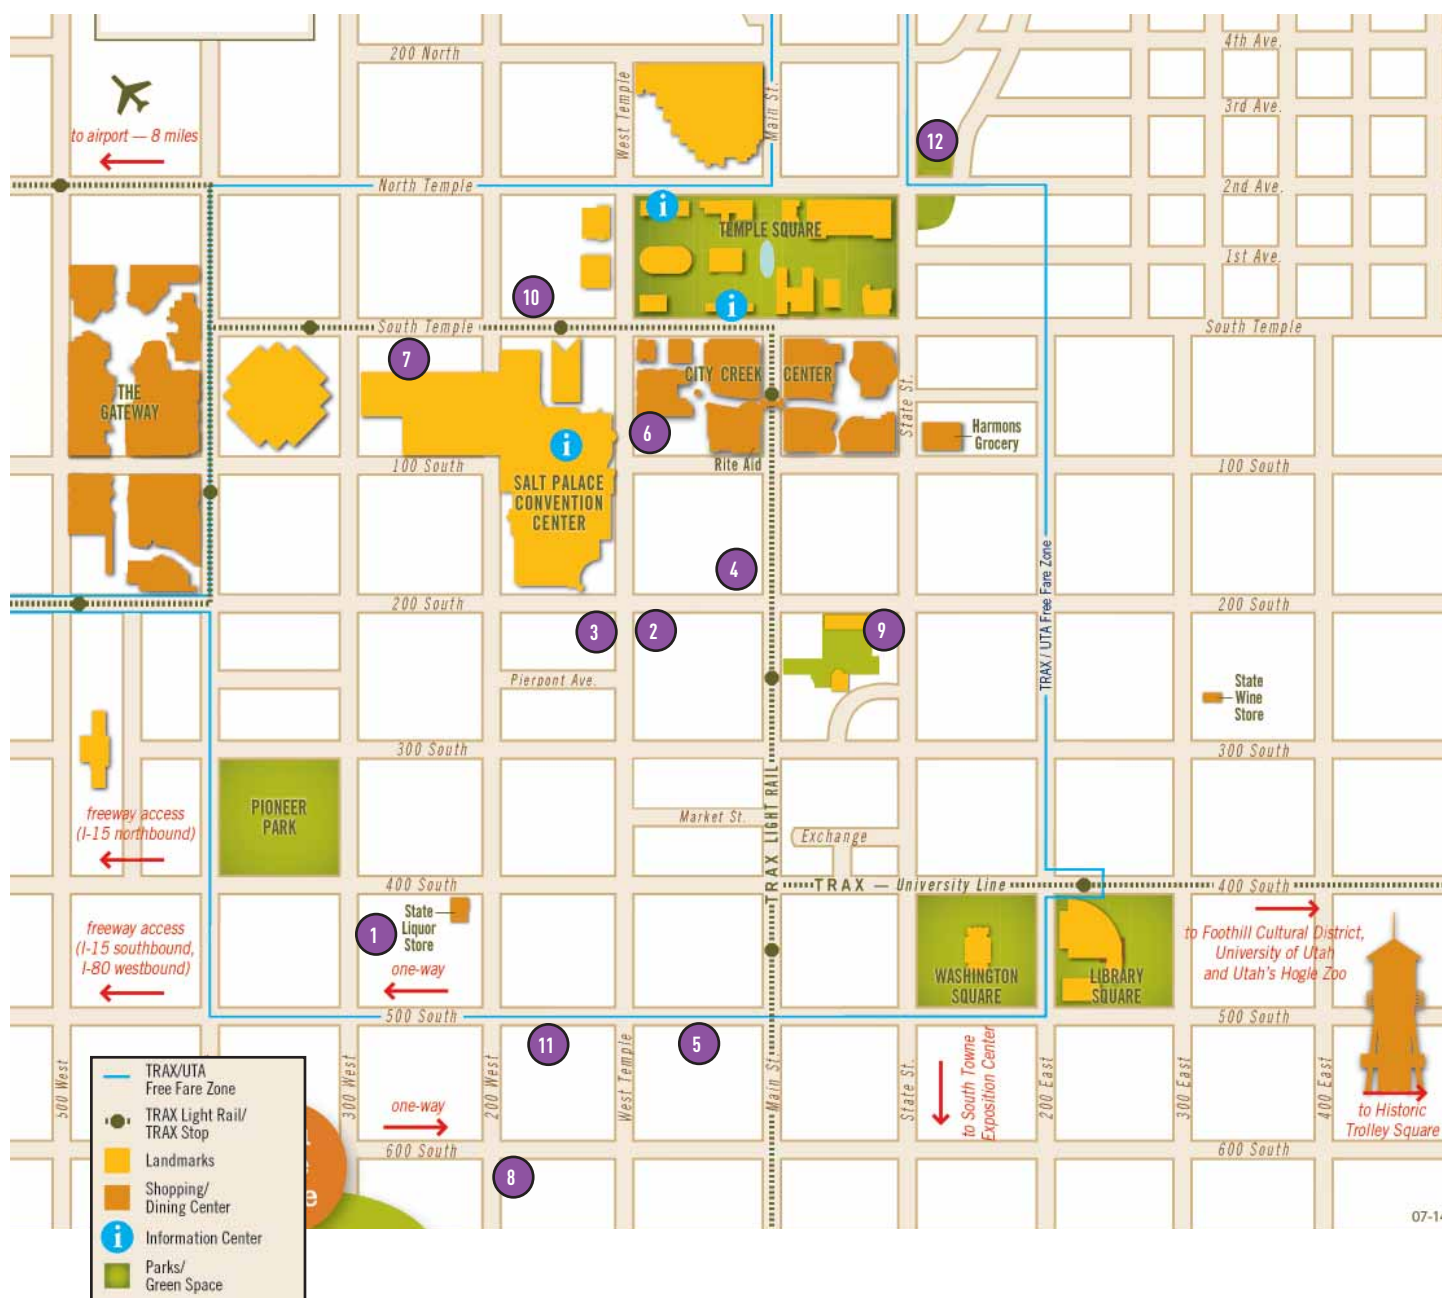 200 North
4th Ave.
West Temple
Main St.
3rd Ave.
to airport — 8 miles
12
North Temple
2nd Ave.
i
TEMPLE SQUARE
1st Ave.
10
i
South Temple
South Temple
7
CITY CREEK
CENTER
THE
GATEWAY
State St.
6
Harmons
Grocery
i
100 South
Rite Aid
100 South
SALT PALACE
CONVENTION
CENTER
4
TRAX / UTA Free Fare Zone
200 South
200 South
3
2
9
Pierpont Ave.
State
Wine
Store
300 South
300 South
PIONEER
PARK
freeway access
(I-15 northbound)
Market St.
TRAX LIGHT RAIL
Exchange
400 South
TRAX — University Line
400 South
State
Liquor
Store
1
freeway access
(I-15 southbound,
I-80 westbound)
one-way
to Foothill Cultural District,
University of Utah
and Utah's Hogle Zoo
WASHINGTON
SQUARE
LIBRARY
SQUARE
500 South
500 South
11
5
500 West
300 West
200 West
West Temple
Main St.
State St.
to South Towne
Exposition Center
200 East
300 East
400 East
TRAX/UTA
Free Fare Zone
TRAX Light Rail/
TRAX Stop
one-way
to Historic
Trolley Square
600 South
600 South
Landmarks
8
Shopping/
Dining Center
e
07-14
i
Information Center
Parks/
Green Space